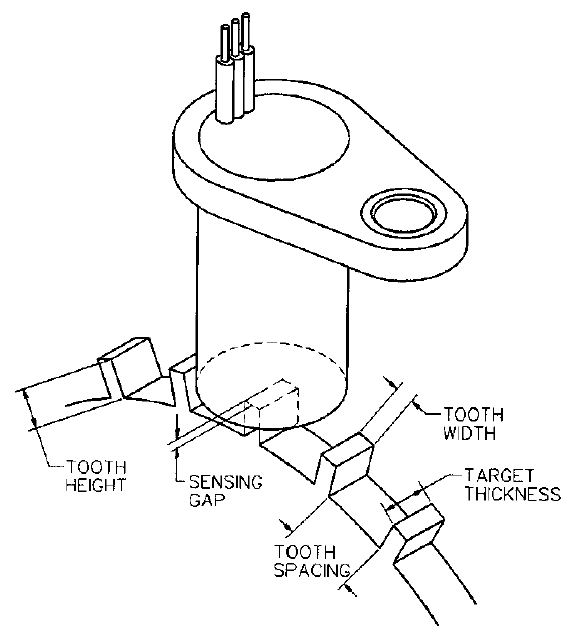 TOOTH
WIDTH
TOOTH
HEIGHT
SENSING
GAP
TARGET
THICKNESS
TOOTH
SPACING